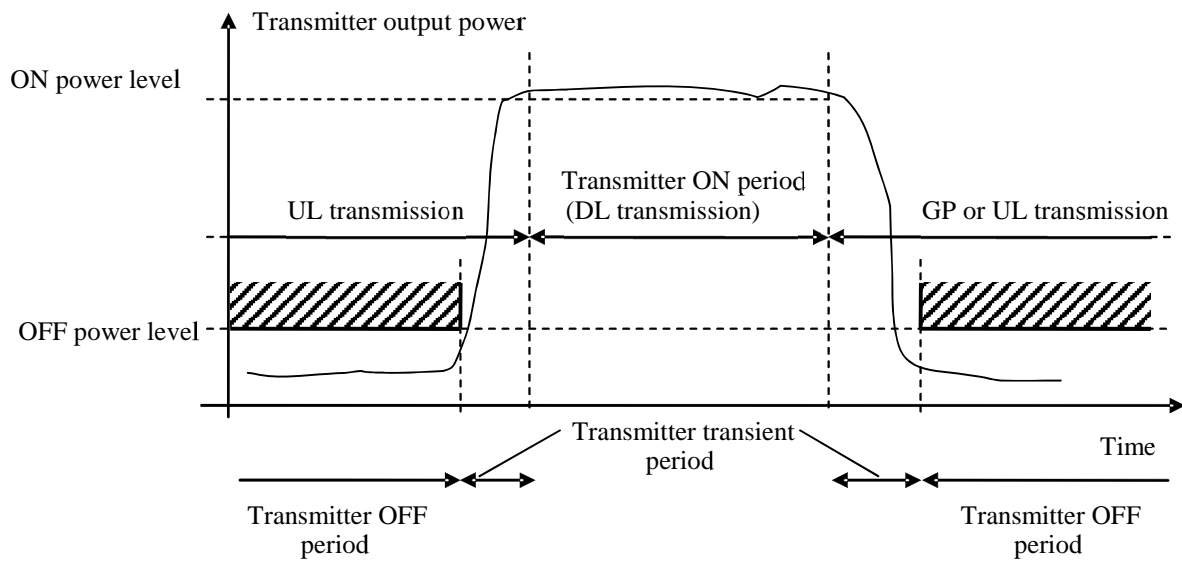 Transmitter output power
ON power level
Transmitter ON period
(DL transmission)
UL transmission
GP or UL transmission
OFF power level
Transmitter transient
period
Time
Transmitter OFF
period
Transmitter OFF
period